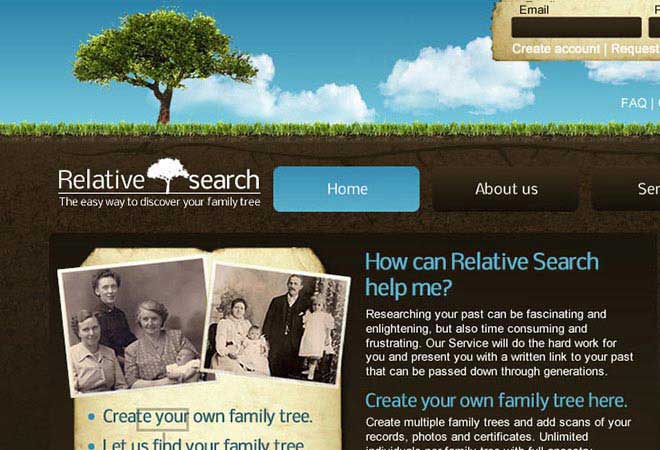 Email
Create account | Request
FAQ |
Relative search
The easy way to discover your family tree
Home
About us
How can Relative Search
help me?
Researching your past can be fascinating and
enlightening, but also time consuming and
frustrating. Our Service will do the hard work for
you and present you with a written link to your past
that can be passed down through generations.
Create your own family tree here.
Create multiple family trees and add scans of your
records, photos and certificates. Unlimited
Create your own family tree.
Let us find your family tree